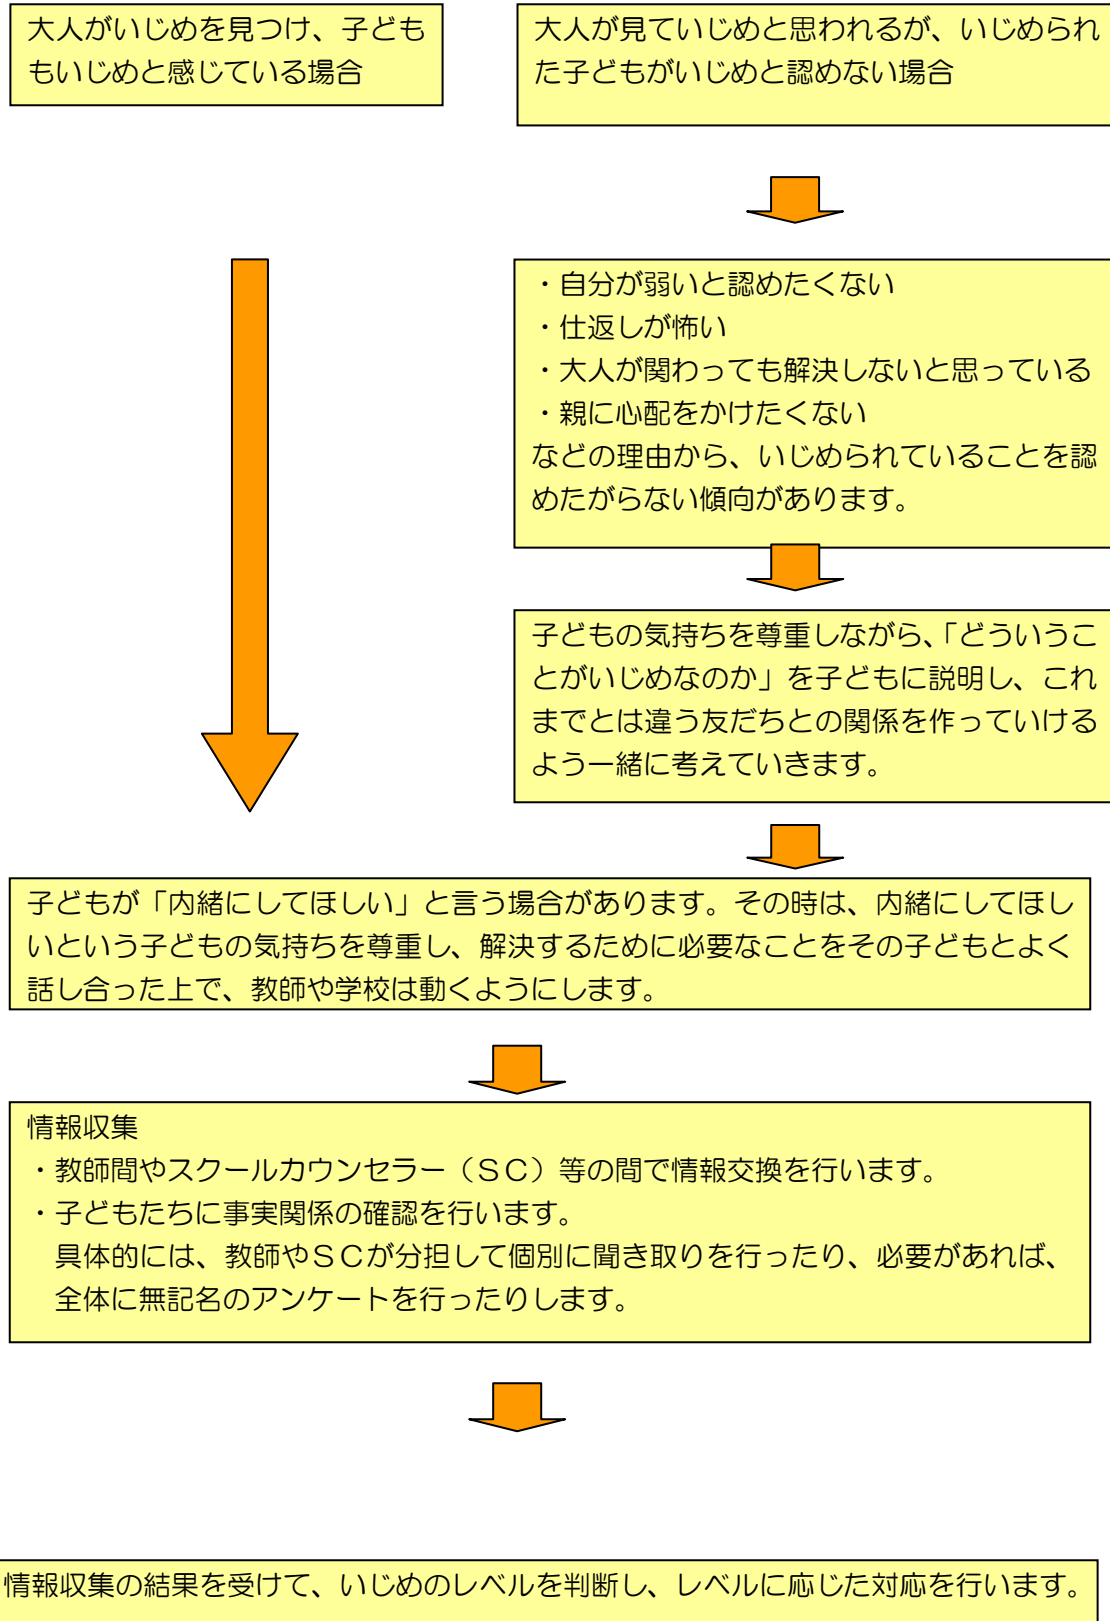 大人がいじめを見つけ、子ども
もいじめと感じている場合
大人が見ていじめと思われるが、いじめられ
た子どもがいじめと認めない場合
・自分が弱いと認めたくない
・仕返しが怖い
・大人が関わっても解決しないと思っている
・親に心配をかけたくない
などの理由から、いじめられていることを認
めたがらない傾向があります。
子どもの気持ちを尊重しながら、「どういうこ
とがいじめなのか」を子どもに説明し、これ
までとは違う友だちとの関係を作っていける
よう一緒に考えていきます。
子どもが「内緒にしてほしい」と言う場合があります。その時は、内緒にしてほし
いという子どもの気持ちを尊重し、解決するために必要なことをその子どもとよく
話し合った上で、教師や学校は動くようにします。
情報収集
・教師間やスクールカウンセラー（ＳＣ）等の間で情報交換を行います。
・子どもたちに事実関係の確認を行います。
具体的には、教師やＳＣが分担して個別に聞き取りを行ったり、必要があれば、
全体に無記名のアンケートを行ったりします。
情報収集の結果を受けて、いじめのレベルを判断し、レベルに応じた対応を行います。